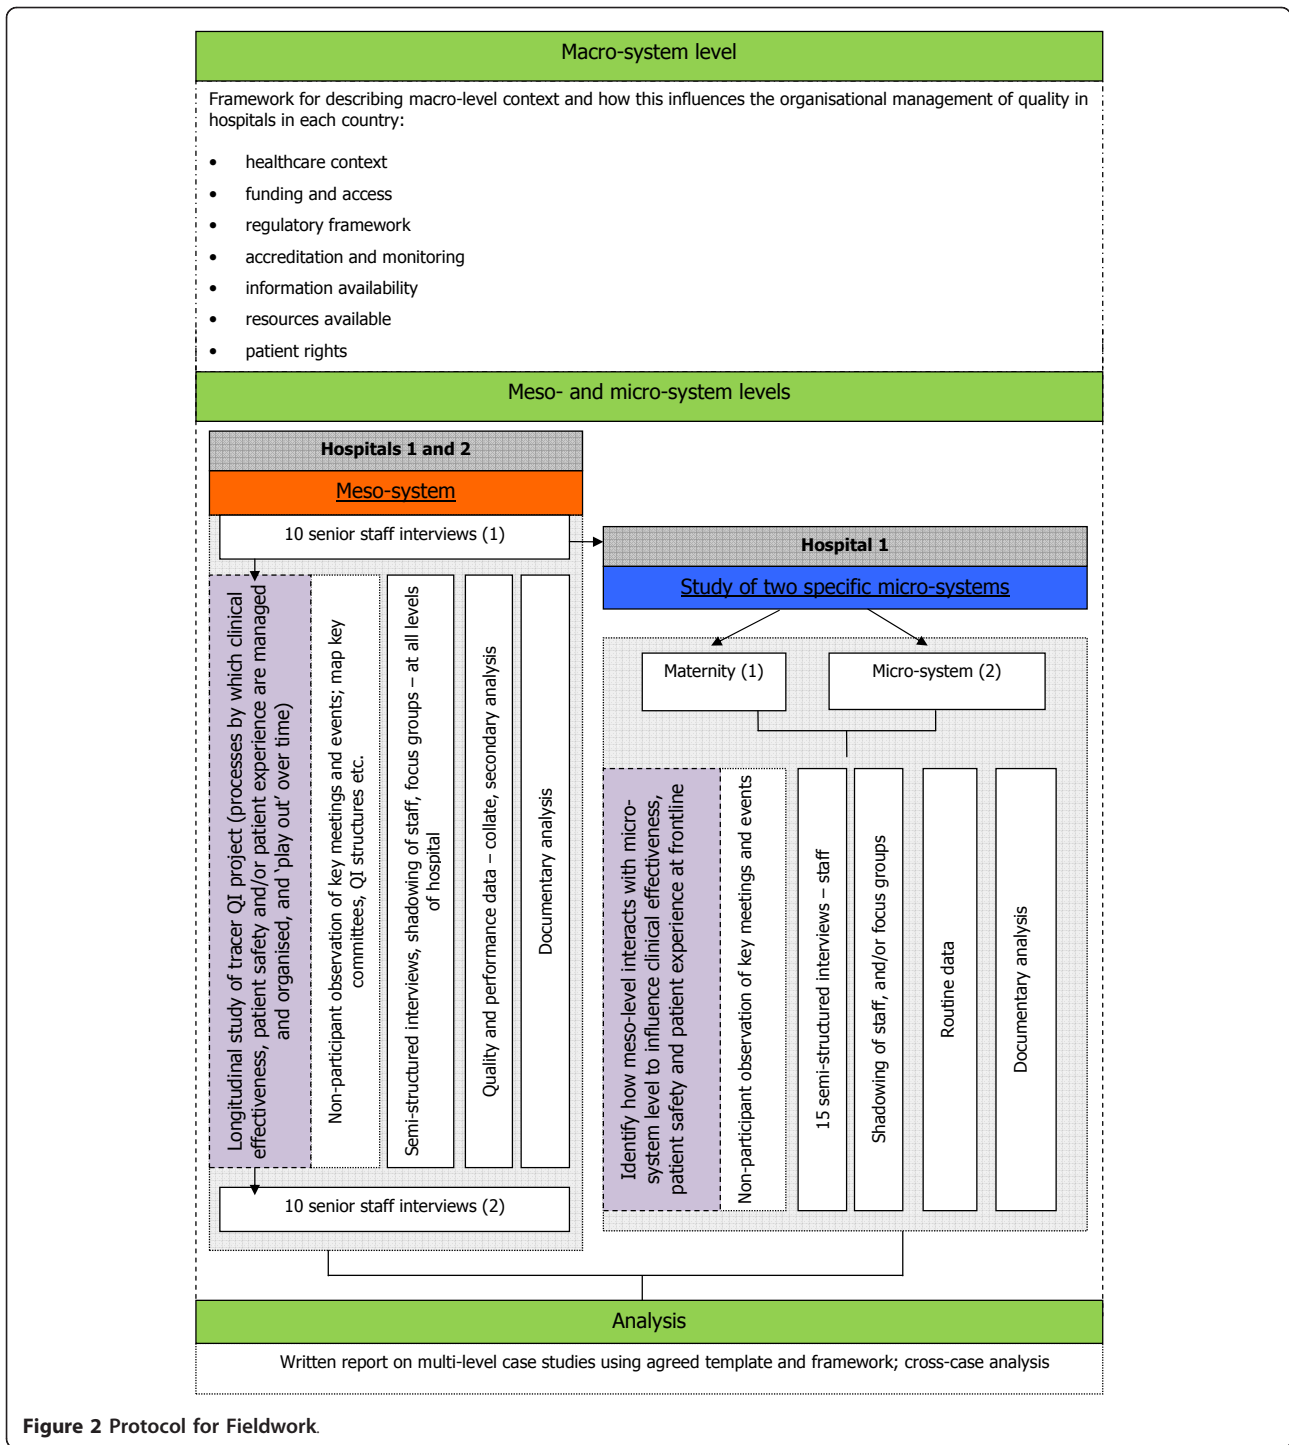 Macro-system level
Framework for describing macro-level context and how this influences the organisational management of quality in
hospitals in each country:
• healthcare context
• funding and access
• regulatory framework
• accreditation and monitoring
• information availability
• resources available
• patient rights
Meso- and micro-system levels
Hospitals 1 and 2
Meso-system
10 senior staff interviews (1)
Longitudinal study of tracer QI project (processes by which clinical
effectiveness, patient safety and/or patient experience are managed
and organised, and ‘play out’ over time)
Non-participant observation of key meetings and events; map key
committees, QI structures etc.
Semi-structured interviews, shadowing of staff, focus groups – at all levels
of hospital
Quality and performance data – collate, secondary analysis
Documentary analysis
10 senior staff interviews (2)
Hospital 1
Study of two specific micro-systems
Maternity (1)
Micro-system (2)
Identify how meso-level interacts with micro-
system level to influence clinical effectiveness,
patient safety and patient experience at frontline
Non-participant observation of key meetings and events
15 semi-structured interviews – staff
Shadowing of staff, and/or focus groups
Routine data
Documentary analysis
Analysis
Written report on multi-level case studies using agreed template and framework; cross-case analysis
Figure 2 Protocol for Fieldwork.